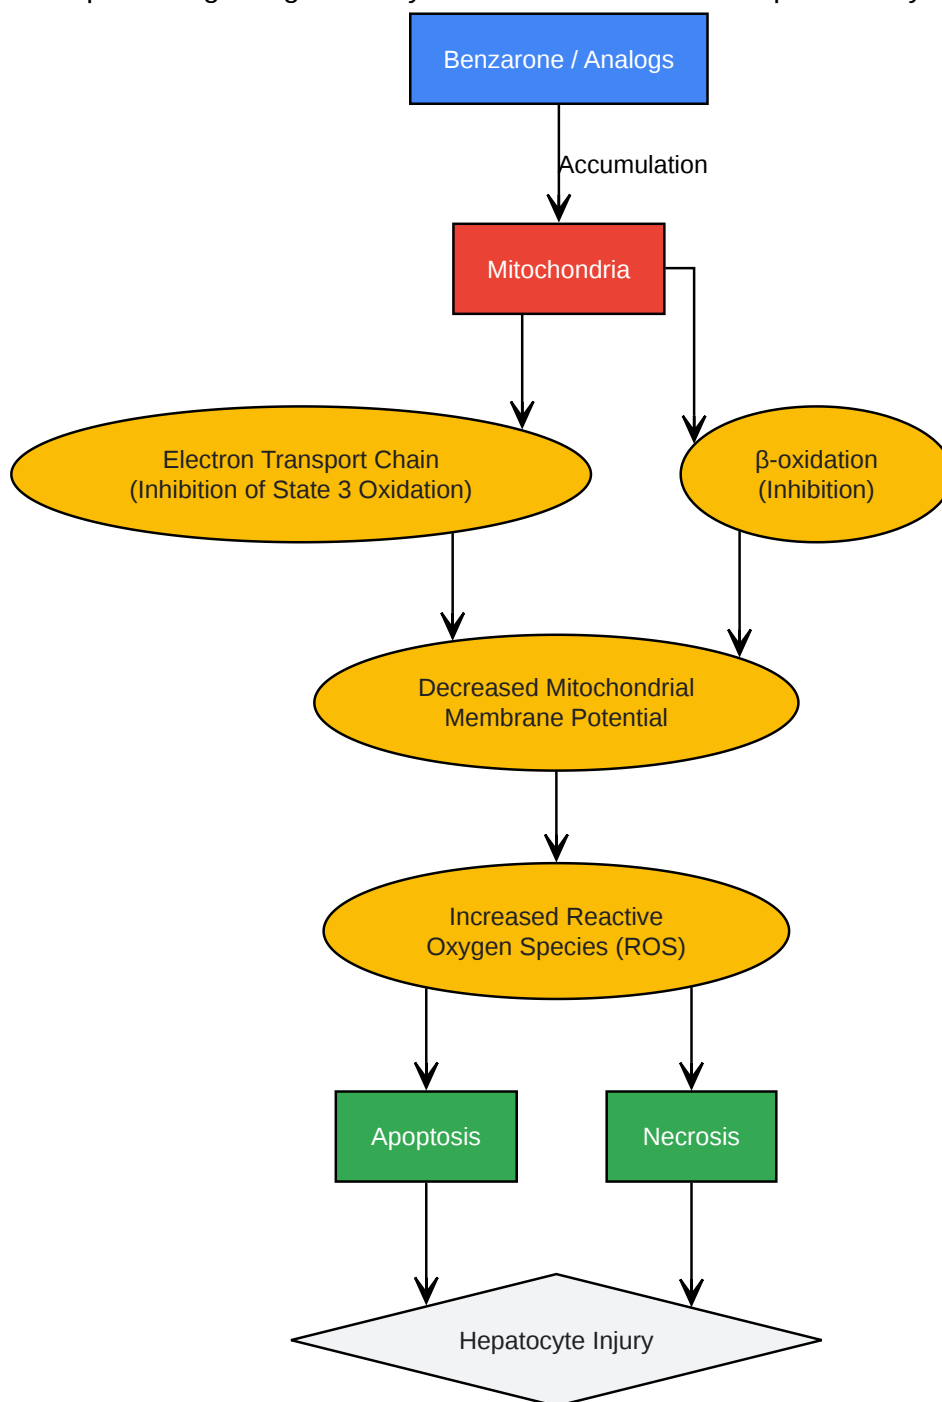 Benzarone / Analogs
Accumulation
Mitochondria
Electron Transport Chain
(Inhibition of State 3 Oxidation)
β-oxidation
(Inhibition)
Decreased Mitochondrial
Membrane Potential
Increased Reactive
Oxygen Species (ROS)
Apoptosis
Necrosis
Hepatocyte Injury